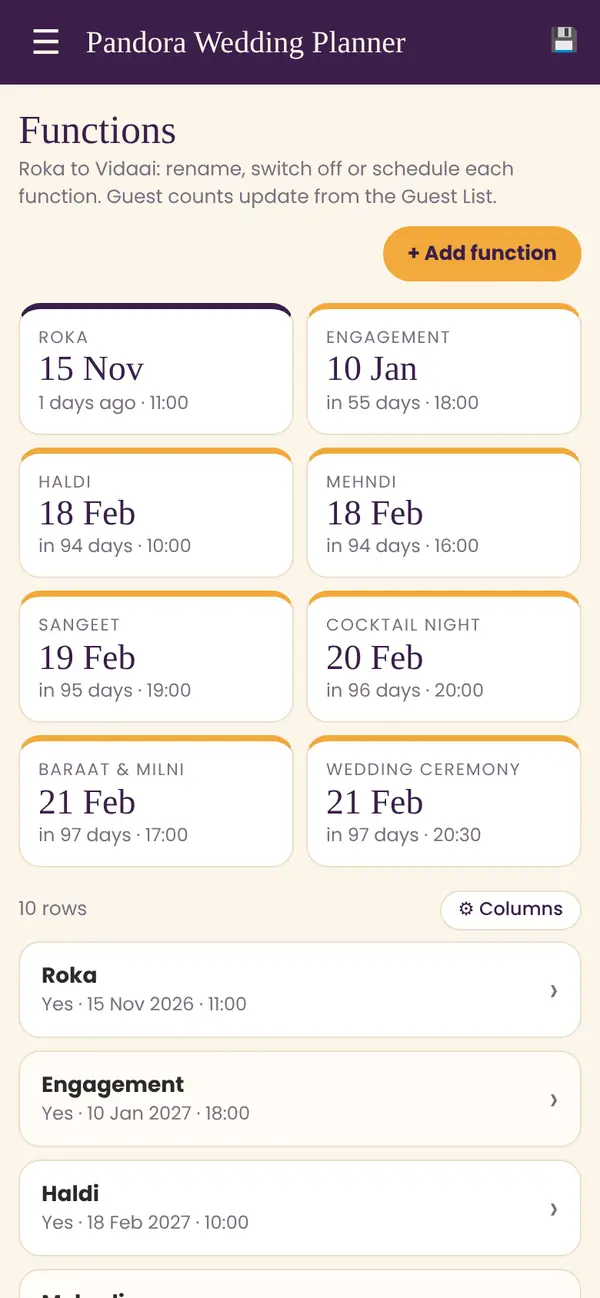 ☰ Pandora Wedding Planner 💾
Functions
Roka to Vidaai: rename, switch off or schedule each
function. Guest counts update from the Guest List.
+ Add function
ROKA
15 Nov
1 days ago · 11:00
ENGAGEMENT
10 Jan
in 55 days · 18:00
HALDI
18 Feb
in 94 days · 10:00
MEHNDI
18 Feb
in 94 days · 16:00
SANGEET
19 Feb
in 95 days · 19:00
COCKTAIL NIGHT
20 Feb
in 96 days · 20:00
BARAAT & MILNI
21 Feb
in 97 days · 17:00
WEDDING CEREMONY
21 Feb
in 97 days · 20:30
10 rows
⚙ Columns
Roka
Yes · 15 Nov 2026 · 11:00
Engagement
Yes · 10 Jan 2027 · 18:00
Haldi
Yes · 18 Feb 2027 · 10:00